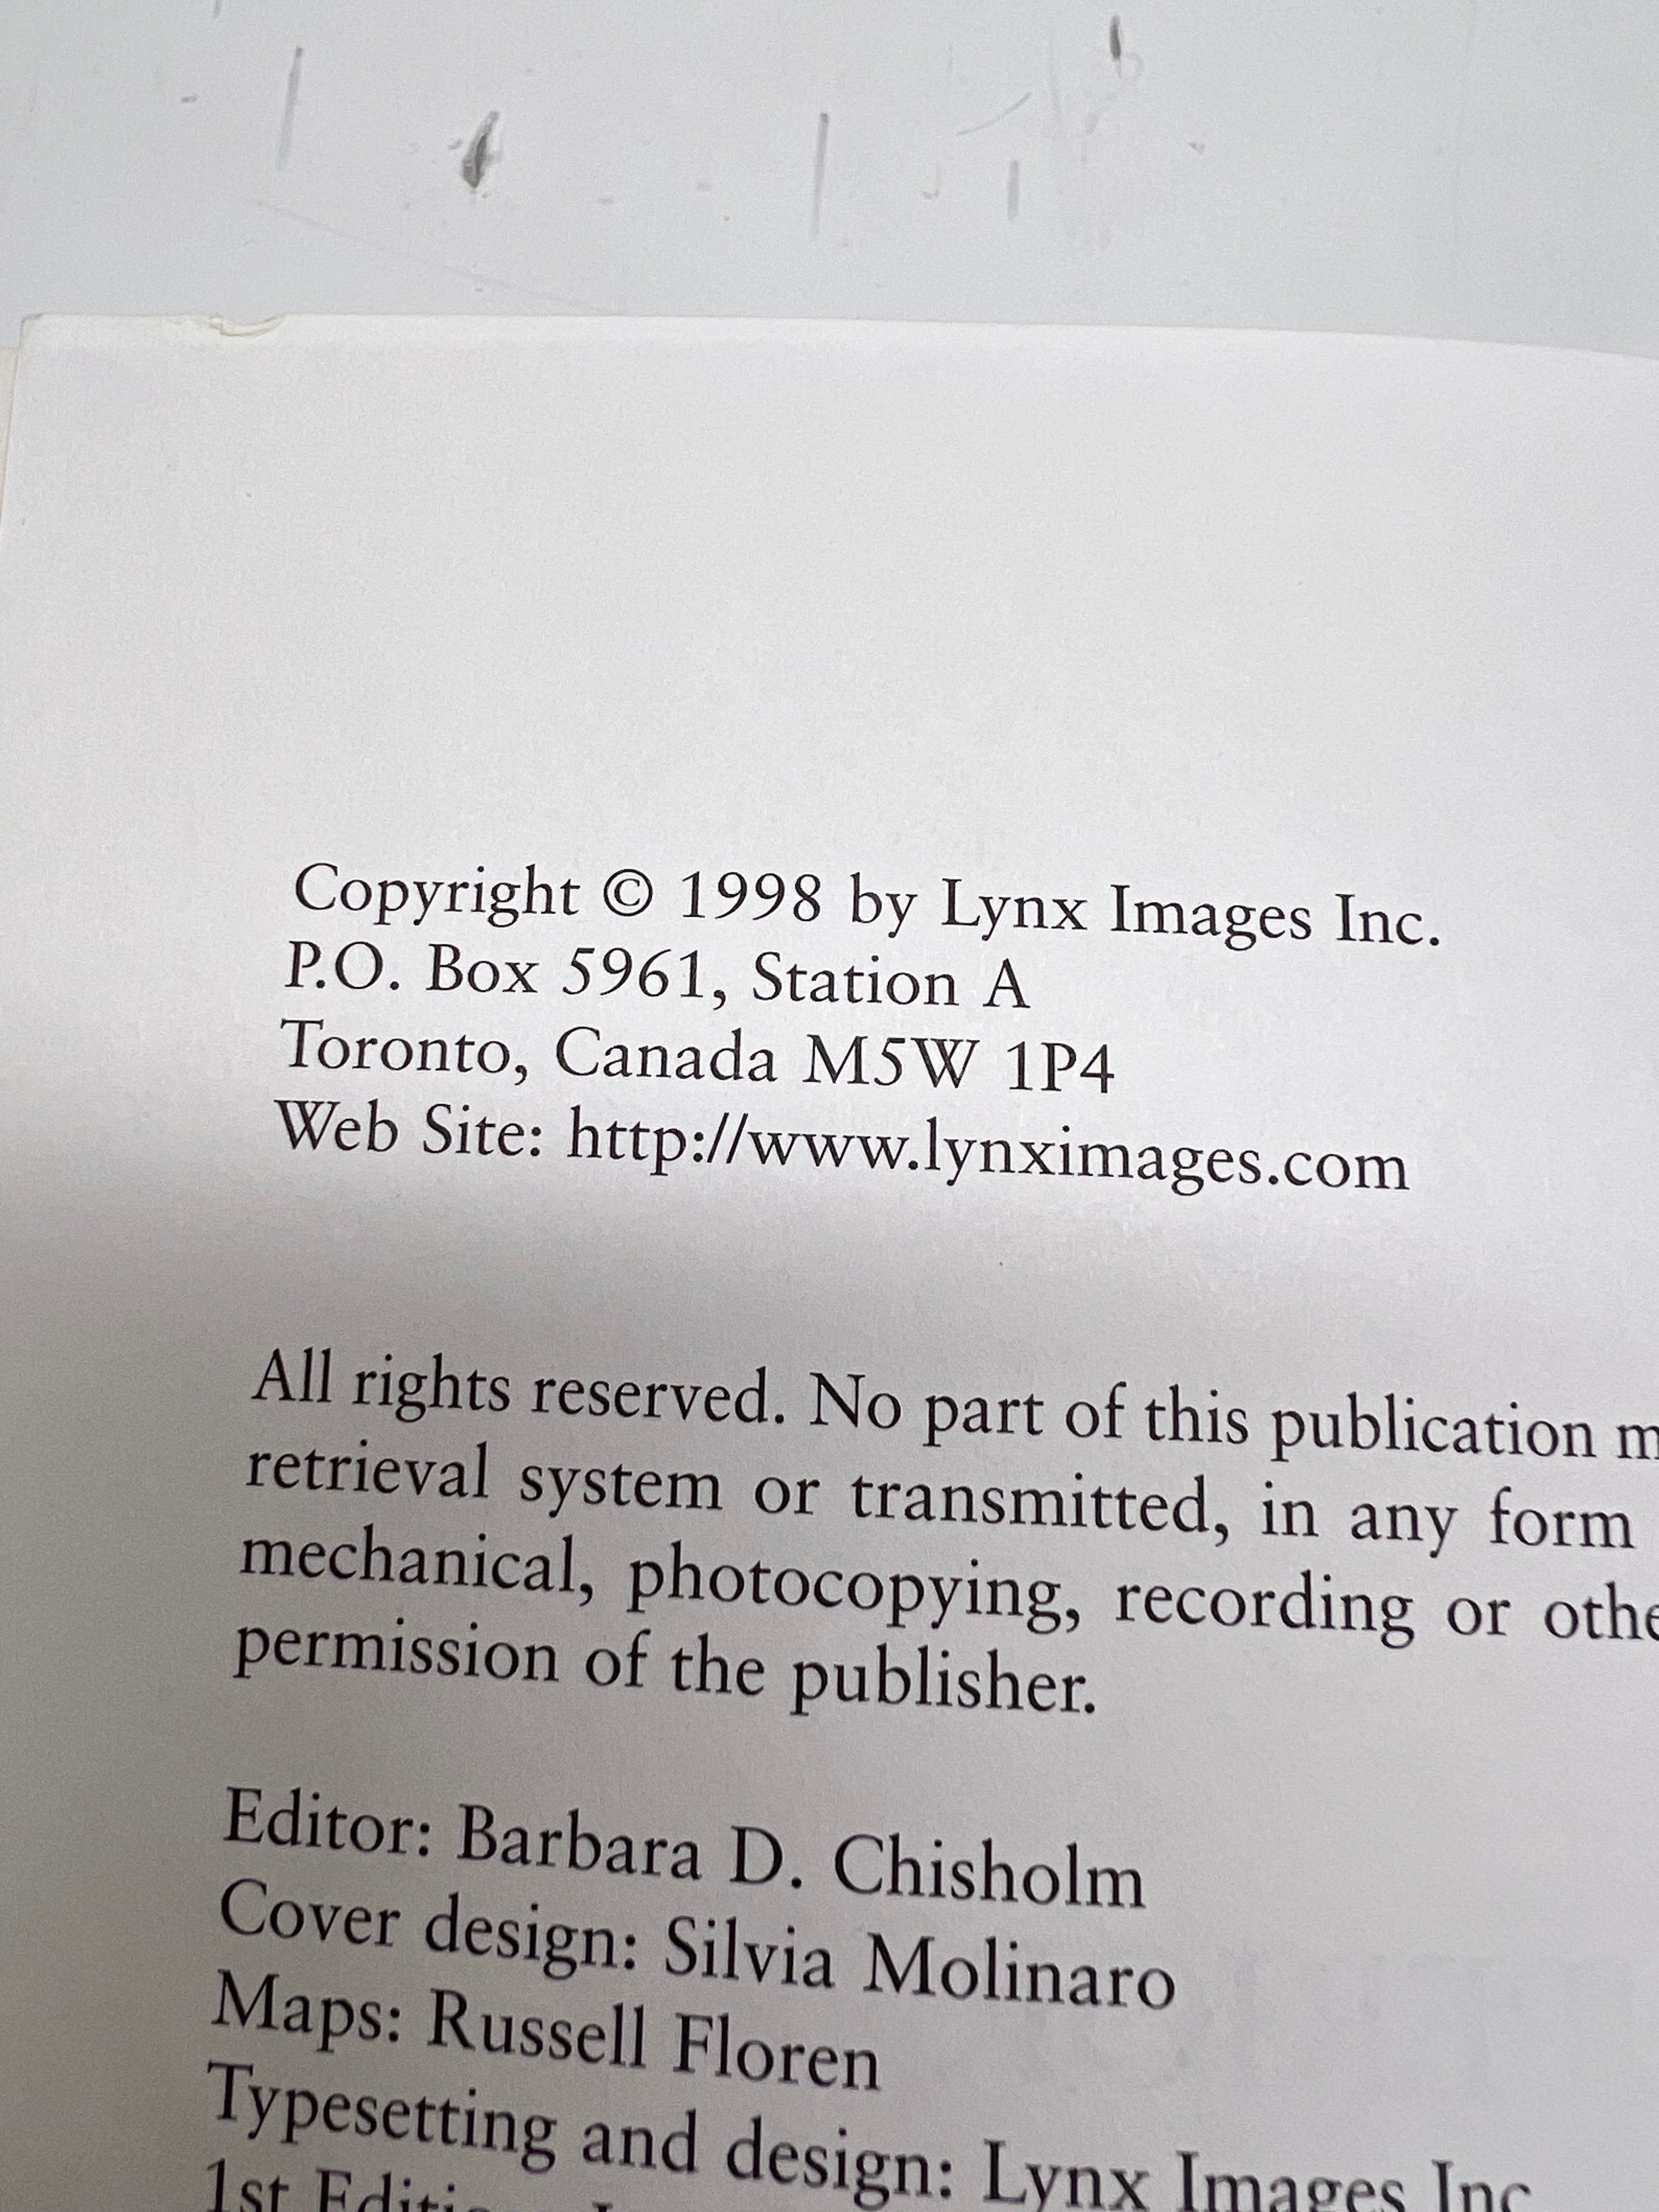 Copyright © 1998 by Lynx Images Inc.
P.O. Box 5961, Station A
Toronto, Canada M5W 1P4
Web Site: http://www.lynximages.com
All rights reserved. No part of this publication
retrieval system or transmitted, in any form
mechanical, photocopying, recording or
permission of the publisher.
Editor: Barbara D. Chisholm
Cover design: Silvia Molinaro
Maps: Russell Floren
Typesetting and design: Lynx Images Inc
1st